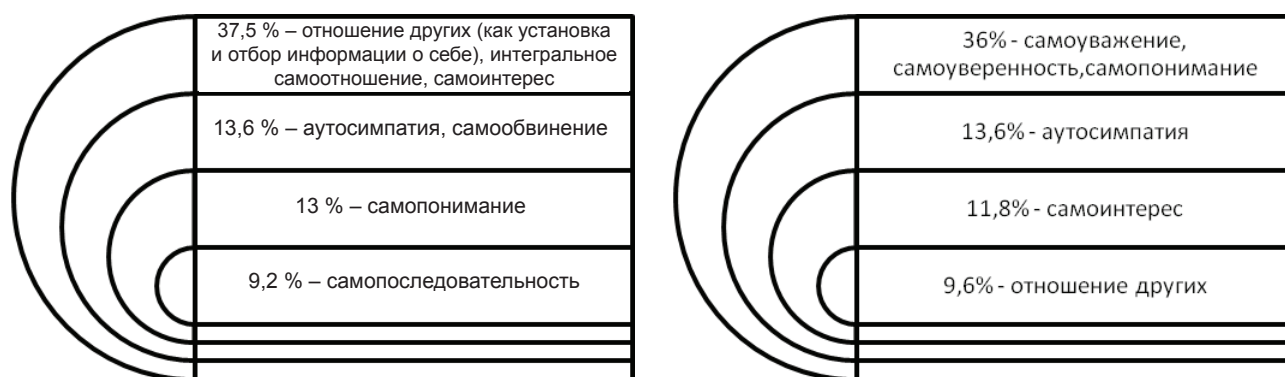 37,5 % – отношение других (как установка
и отбор информации о себе), интегральное
самоотношение, самоинтерес
13,6 % – аутосимпатия, самообвинение
13 % – самопонимание
9,2 % – самопоследовательность
36% - самоуважение,
самоуверенность,самопонимание
13,6% - аутосимпатия
11,8% - самоинтерес
9,6% - отношение других